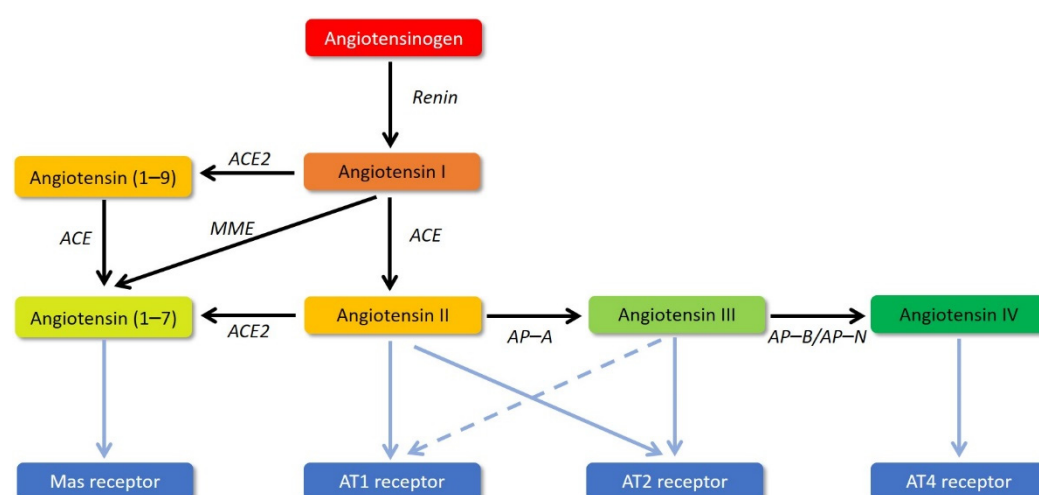 Angiotensinogen
Renin
ACE2
Angiotensin (1–9)
Angiotensin I
ACE
MME
ACE
Angiotensin (1–7)
ACE2
Angiotensin II
AP–A
Angiotensin III
AP–B/AP–N
Angiotensin IV
Mas receptor
AT1 receptor
AT2 receptor
AT4 receptor